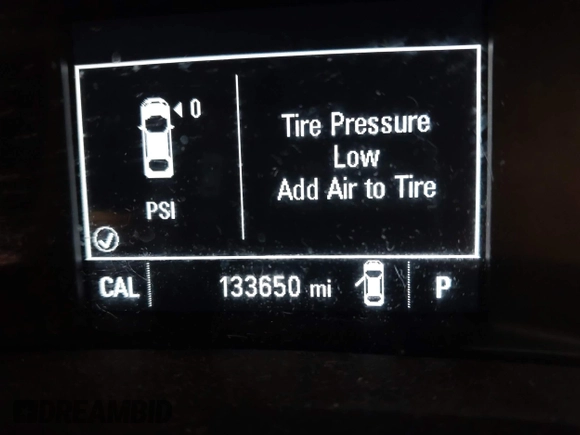 0
Tire Pressure
Low
Add Air to Tire
PSI
CAL 133650 mi P
DREAMBID